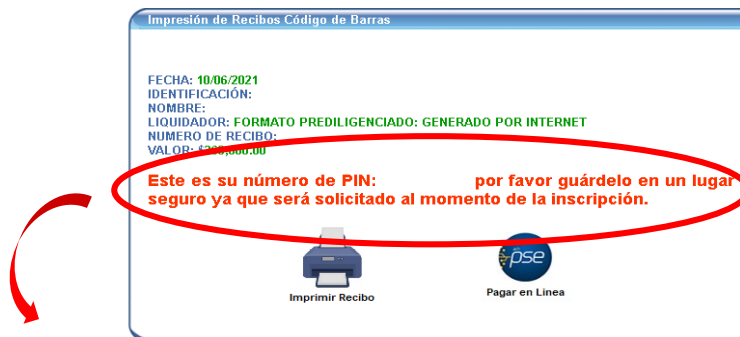 Impresión de Recibos Código de Barras
FECHA: 10/06/2021
IDENTIFICACIÓN:
NOMBRE:
LIQUIDADOR: FORMATO PREDILIGENCIADO: GENERADO POR INTERNET
NUMERO DE RECIBO:
VALOR:
Este es su número de PIN: por favor guárdelo en un lugar
seguro ya que será solicitado al momento de la inscripción.
pse
Imprimir Recibo Pagar en Linea